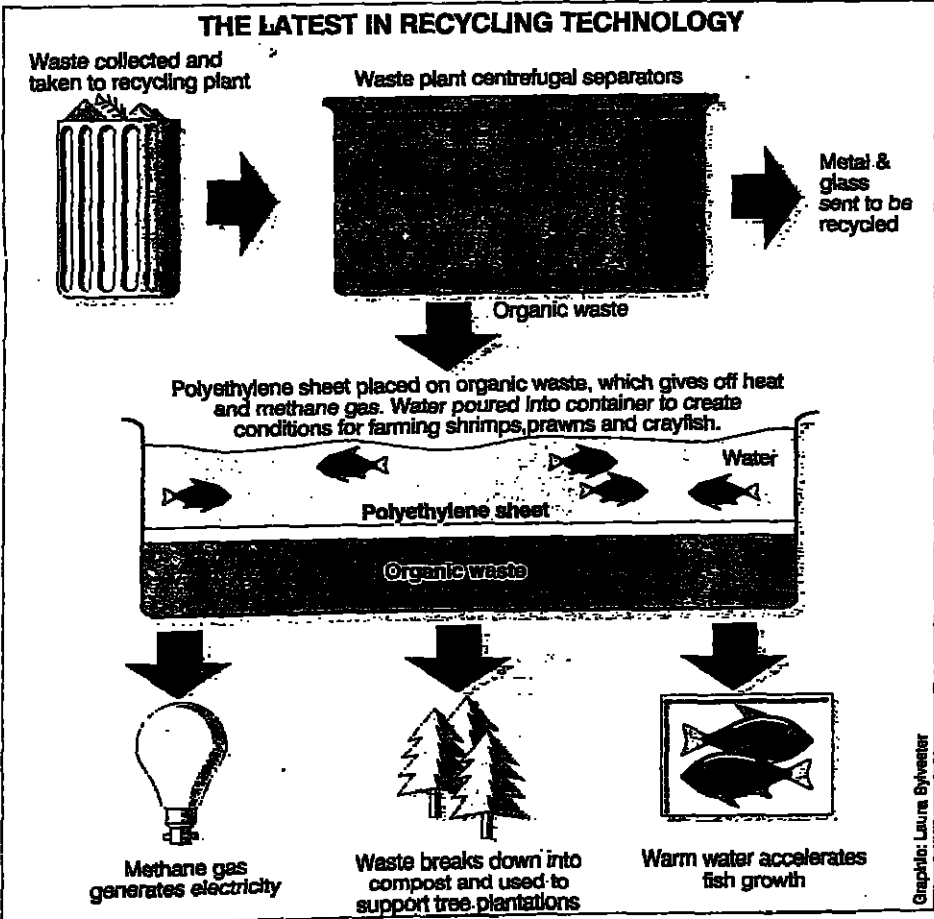 THE LATEST IN RECYCLING TECHNOLOGY
Waste collected and
taken to recycling plant
Waste plant centrefugal separators
Metal &
glass
sent to be
recycled
Organic waste
Polyethylene sheet placed on organic waste, which gives off heat
and methane gas. Water poured into container to create
conditions for farming shrimps, prawns and crayfish.
Water
Polyethylene sheet
Organic waste
Methane gas
generates electricity
Waste breaks down into
compost and used to
support tree plantations
Warm water accelerates
fish growth
Graphic: Laura Sylvester